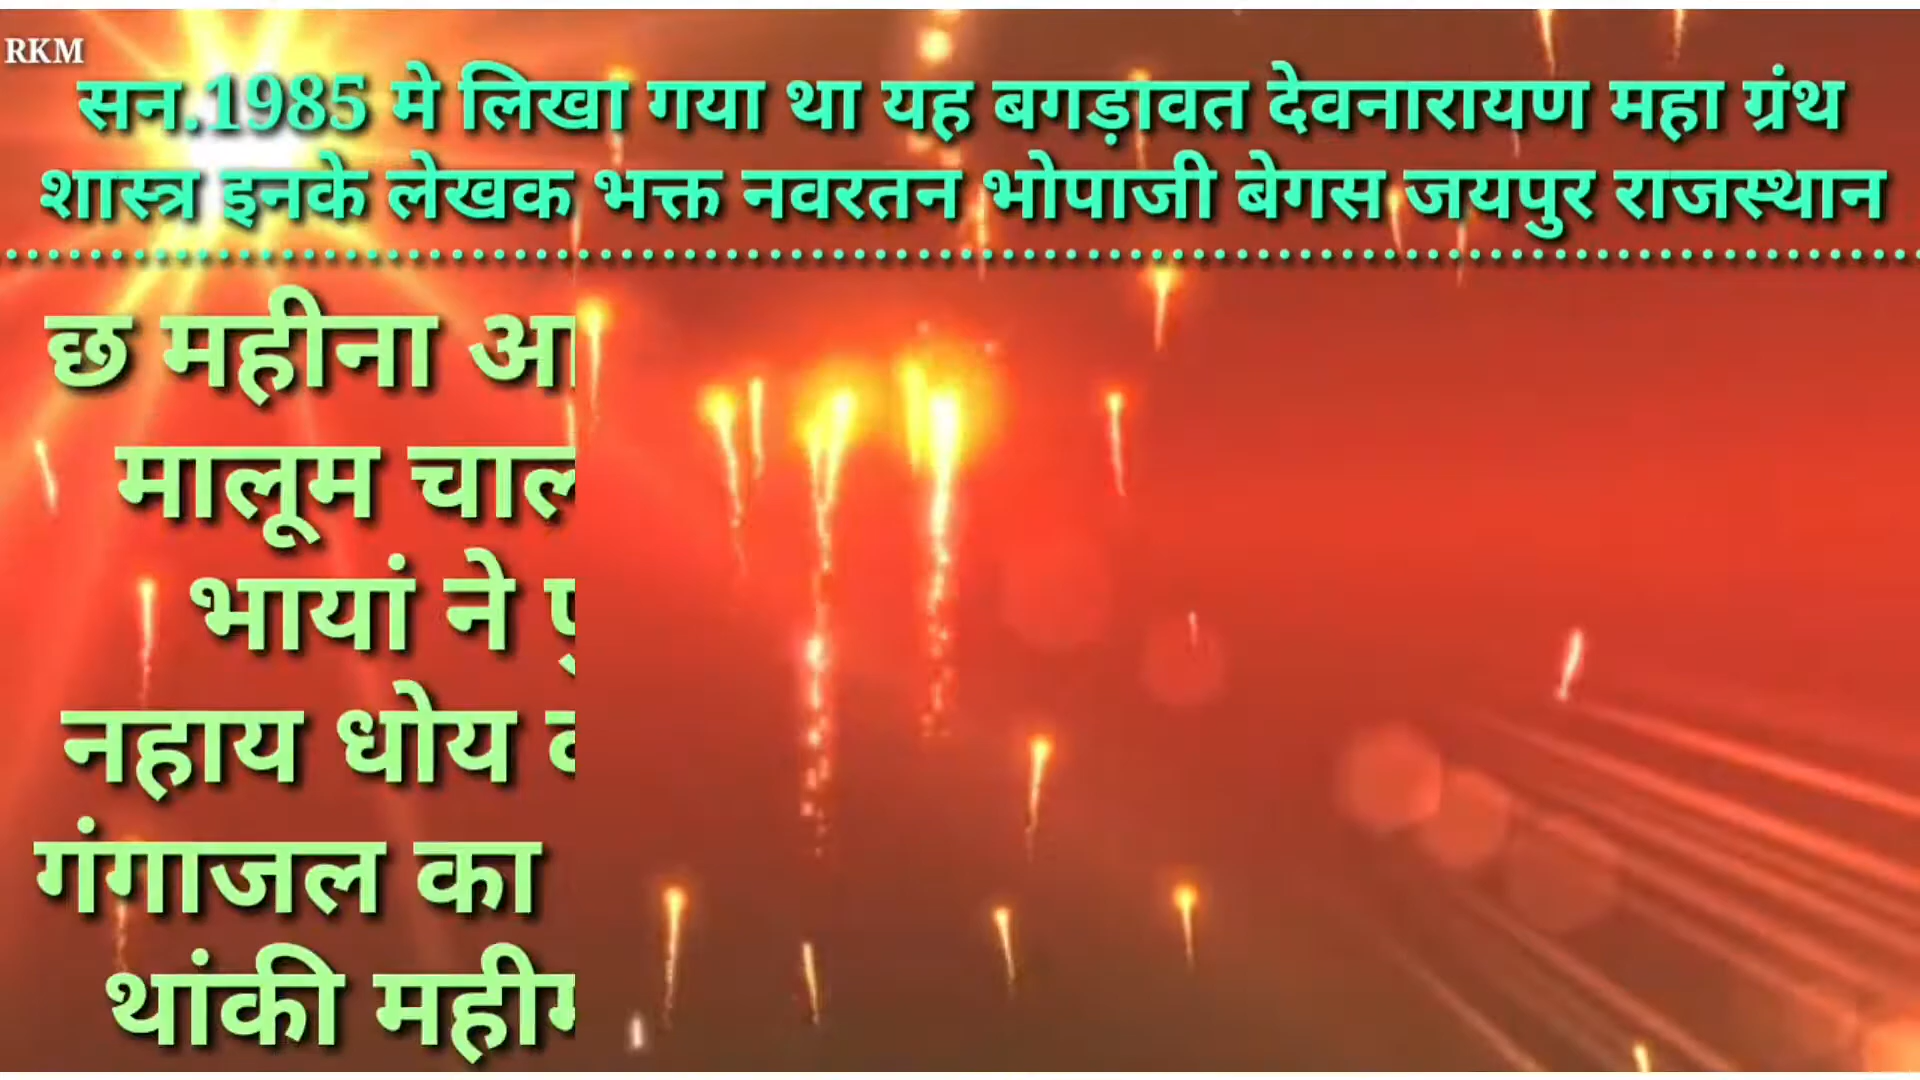 RKM
सन.1985 मे लिखा गया था यह बगड़ावत देवनारायण महा ग्रंथ
शास्त्र इनके लेखक भक्त नवरतन भोपाजी बेगस जयपुर राजस्थान
छ महीना
मालूम
भायां ने
नहाय धोय
गंगाजल का
थांकी